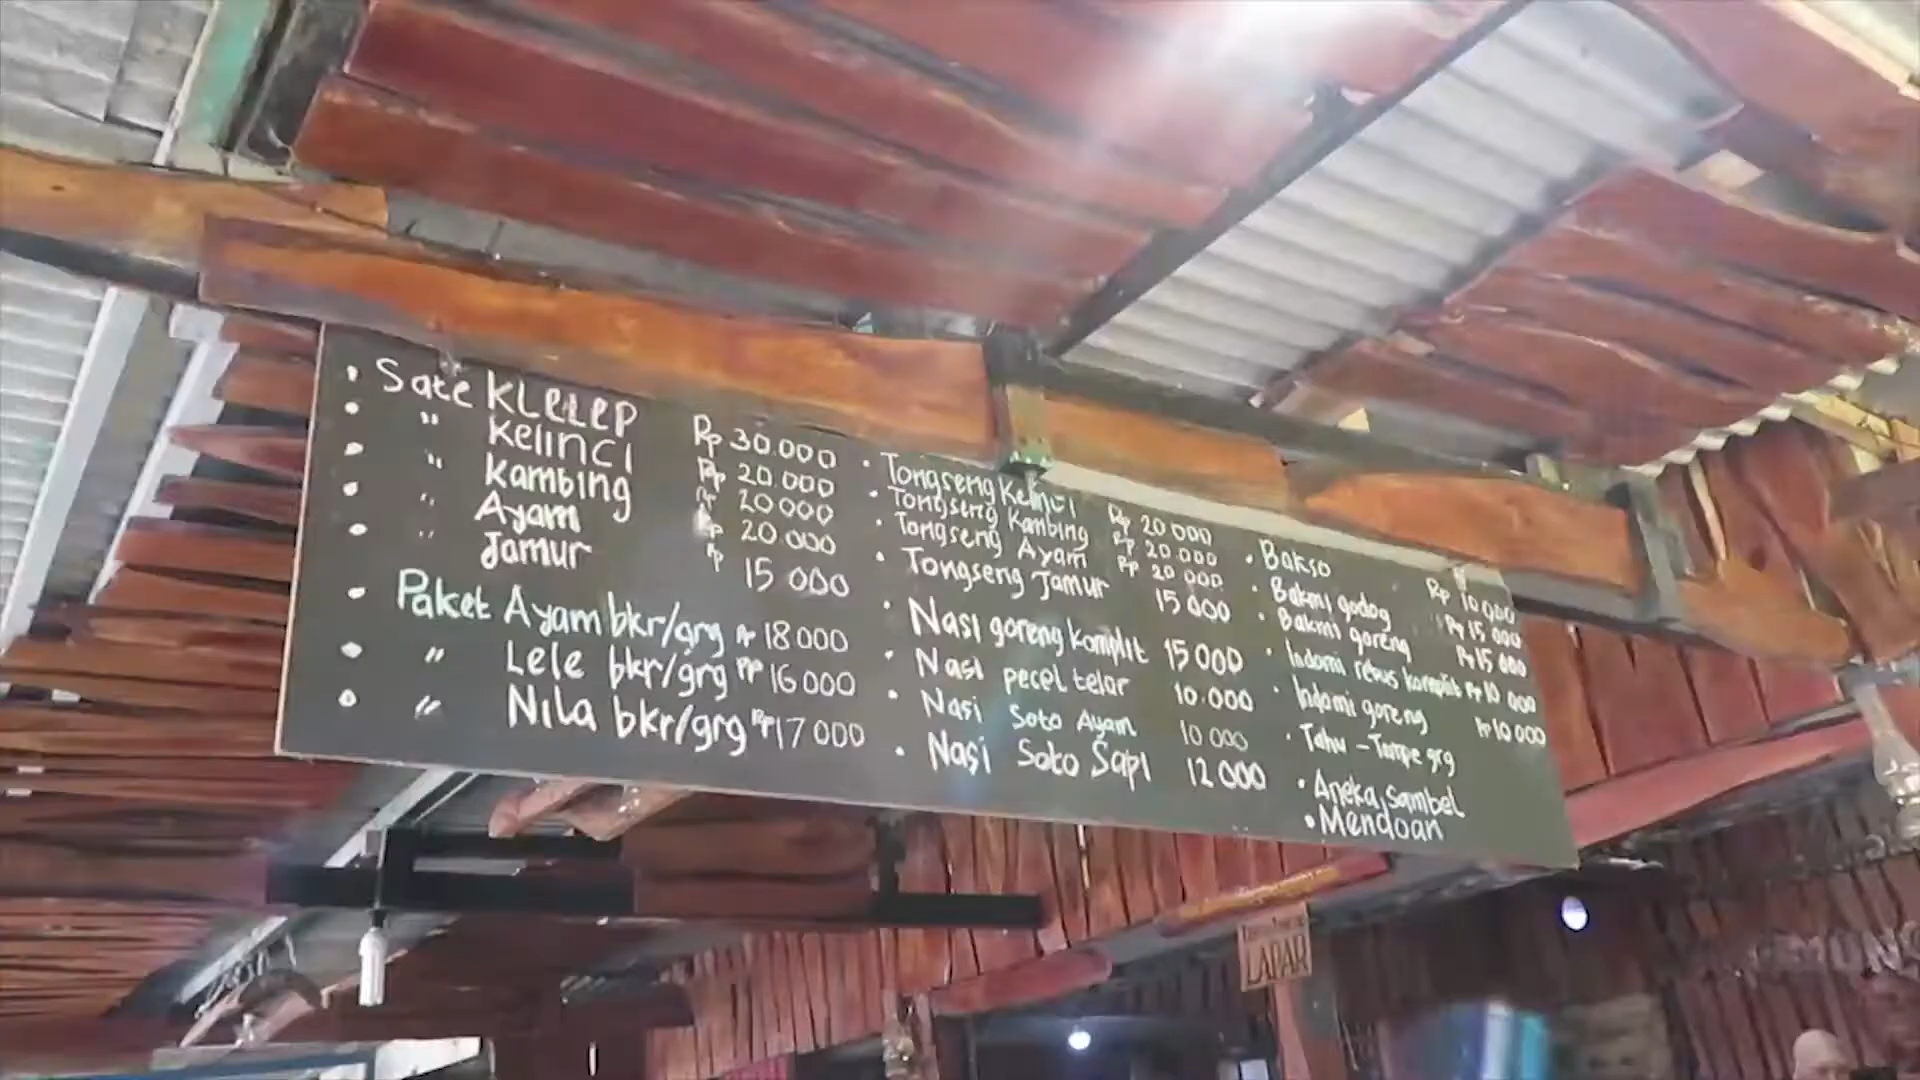 • Sate KLELEP Rp 30.000
• " Kelinci Rp 20 000
• " Kambing Rp 20 000
• " Ayam Rp 20 000
• " Jamur Rp 15 000
• Paket Ayam bkr/grg Rp 18 000
• " Lele bkr/grg Rp 16 000
• " Nila bkr/grg Rp 17 000
• Tongseng Kelinci Rp 20 000
• Tongseng Kambing Rp 20.000
• Tongseng Ayam Rp 20 000
• Tongseng Jamur 15 000
• Nasi goreng komplit 15 000
• Nasi pecel telor 10.000
• Nasi Soto Ayam 10 000
• Nasi Soto Sapi 12 000
• Bakso Rp 10 000
• Bakmi godog Rp 15 000
• Bakmi goreng Rp 15 000
• Indomi rebus komplit Rp 10 000
• Indomi goreng Rp 10 000
• Tahu - Tempe grg
• Aneka Sambel
• Mendoan
LAPAR